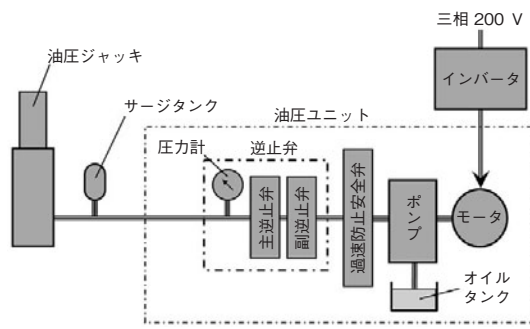 三相 200 V
油圧ジャッキ
インバータ
サージタンク
油圧ユニット
圧力計
逆止弁
主逆止弁
副逆止弁
過速防止安全弁
ポンプ
モータ
オイル
タンク